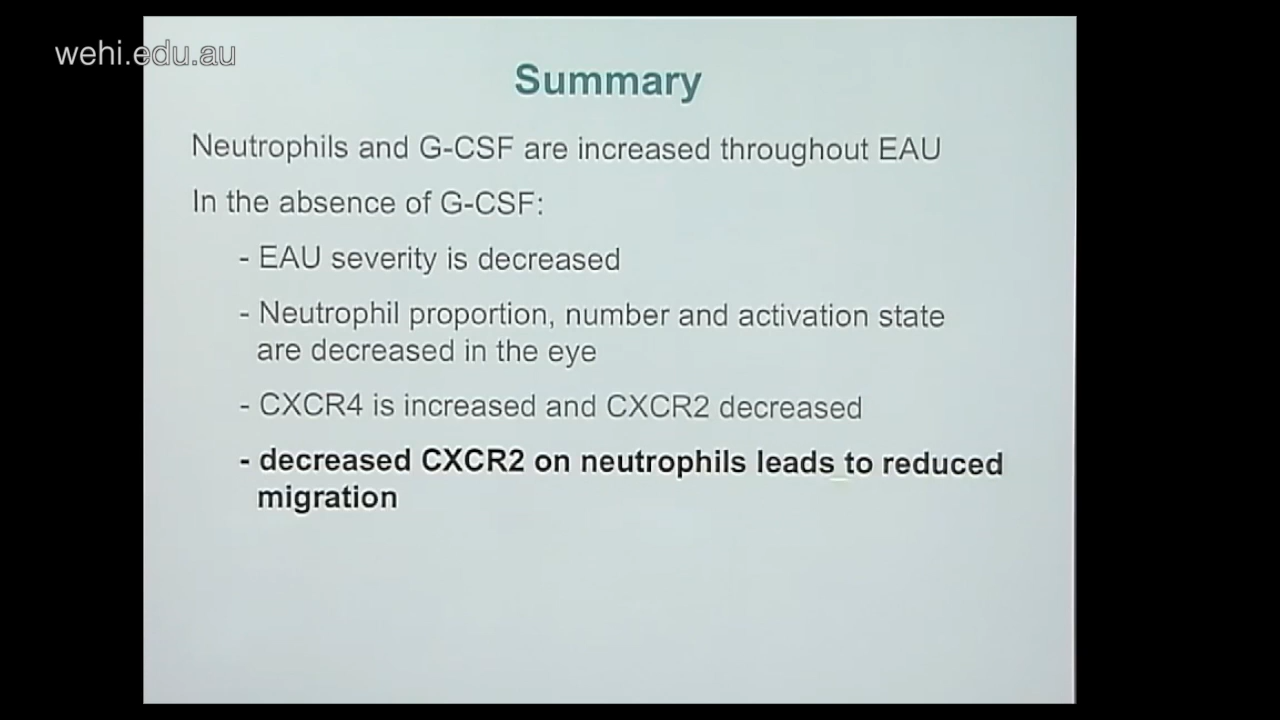 wehi.edu.au
Summary
Neutrophils and G-CSF are increased throughout EAU
In the absence of G-CSF:
- EAU severity is decreased
- Neutrophil proportion, number and activation state
are decreased in the eye
- CXCR4 is increased and CXCR2 decreased
- decreased CXCR2 on neutrophils leads to reduced
migration